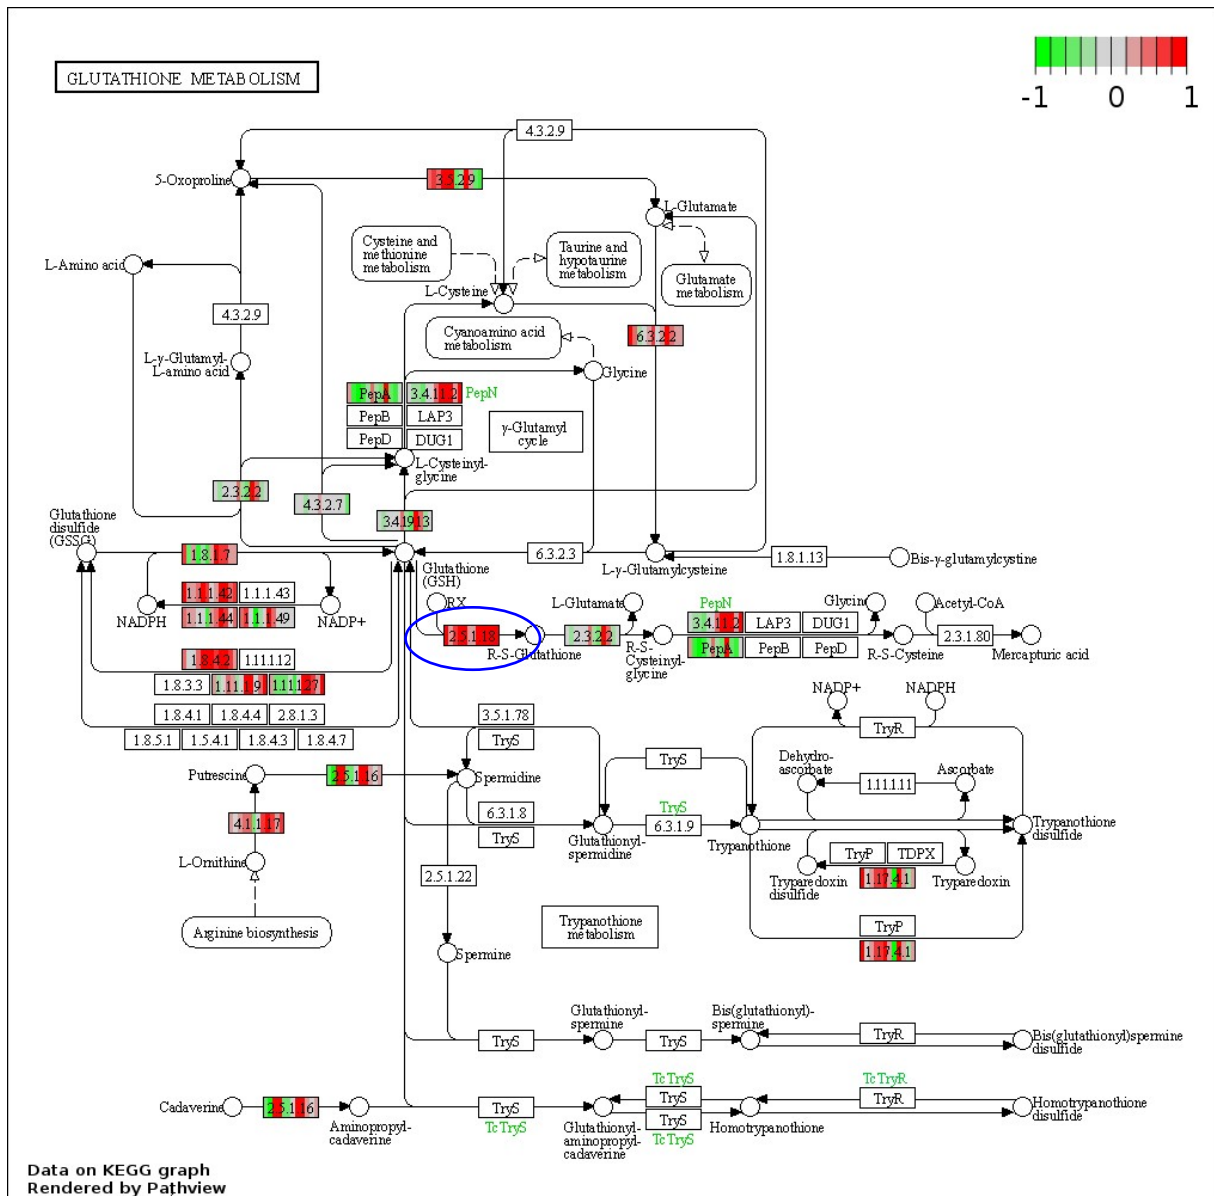 -1 0 1
GLUTATHIONE METABOLISM
4.3.2.9
5-Oxoproline
3.5.2.9
L-Glutamate
Cysteine and
methionine
metabolism
Taurine and
hypotaurine
metabolism
Glutamate
metabolism
L-Amino acid
L-Cysteine
4.3.2.9
Cyanoamino acid
metabolism
6.3.2.2
L-γ-Glutamyl-
L-amino acid
Glycine
PepA 3.4.11.2 PepN
PepB LAP3
PepD DUG1
γ-Glutamyl
cycle
L-Cysteinyl-
glycine
2.3.2.2
4.3.2.7
3.4.19.13
Glutathione
disulfide
(GSSG)
1.8.1.7
6.3.2.3
1.8.1.13
Bis-γ-glutamylcystine
L-γ-Glutamylcysteine
Glutathione
(GSH)
1.1.1.42 1.1.1.43
1.1.1.44 1.1.1.49
NADPH
NADP+
RX
L-Glutamate
PepN
Glycine
Acetyl-CoA
2.5.1.18
2.3.2.2
3.4.11.2 LAP3 DUG1
PepA PepB PepD
2.3.1.80
R-S-Glutathione
R-S-
Cysteinyl-
glycine
R-S-Cysteine
Mercapturic acid
1.8.4.2 1.11.1.12
1.8.3.3 1.11.1.9 1.11.1.27
1.8.4.1 1.8.4.4 2.8.1.3
1.8.5.1 1.5.4.1 1.8.4.3 1.8.4.7
NADP+
NADPH
3.5.1.78
TryS
TryR
Putrescine
2.5.1.16
Spermidine
TryS
Dehydro-
ascorbate
1.11.1.11
Ascorbate
6.3.1.8
TryS
TryS
6.3.1.9
4.1.1.17
Glutathionyl-
spermidine
Trypanothione
Trypanothione
disulfide
L-Ornithine
2.5.1.22
TryP TDPX
1.17.4.1
Tryparedoxin
disulfide
Tryparedoxin
Arginine biosynthesis
Trypanothione
metabolism
TryP
1.17.4.1
Spermine
Glutathionyl-
spermine
Bis(glutathionyl)-
spermine
TryS
TryS
TryR
Bis(glutathionyl)spermine
disulfide
TcTryS
TcTryR
Cadaverine
2.5.1.16
Aminopropyl-
cadaverine
TryS
TcTryS
Glutathionyl-
aminopropyl-
cadaverine
TryS
TryS
TcTryS
Homotrypanothione
TryR
Homotrypanothione
disulfide
Data on KEGG graph
Rendered by Pathview